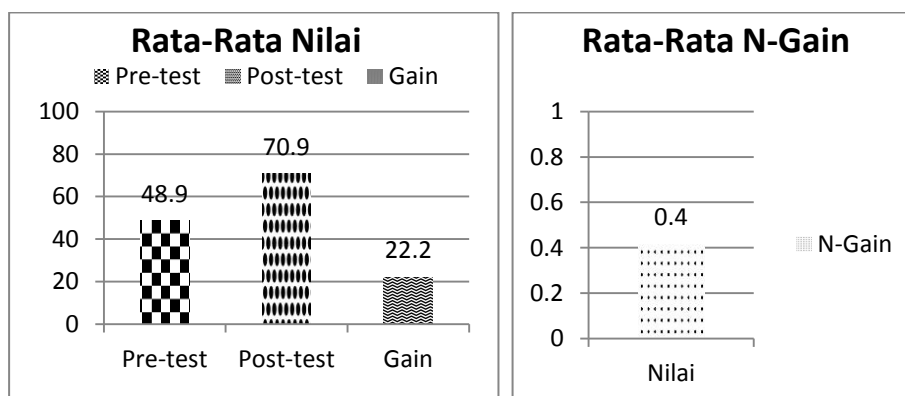 Rata-Rata Nilai
Pre-test Post-test Gain
100
80
60
40
20
0
48.9
70.9
22.2
Pre-test Post-test Gain
Rata-Rata N-Gain
1
0.8
0.6
0.4
0.2
0
0.4
N-Gain
Nilai